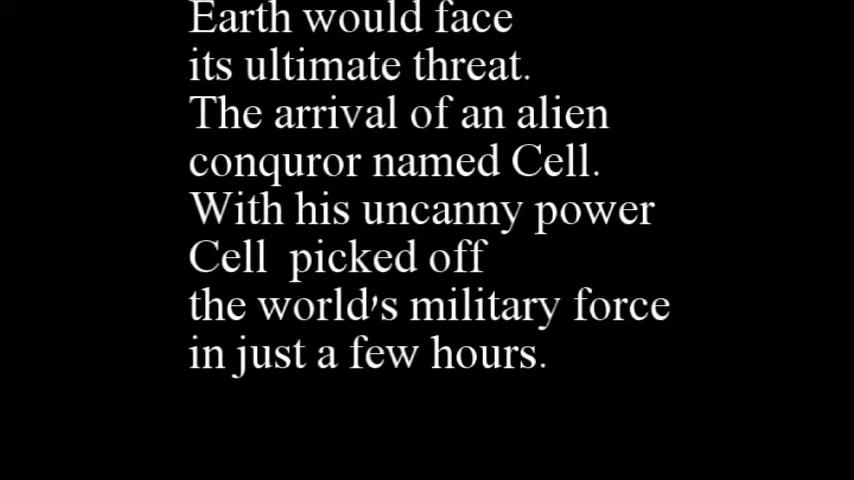 Earth would face
its ultimate threat.
The arrival of an alien
conquror named Cell.
With his uncanny power
Cell  picked off
the world's military force
in just a few hours.